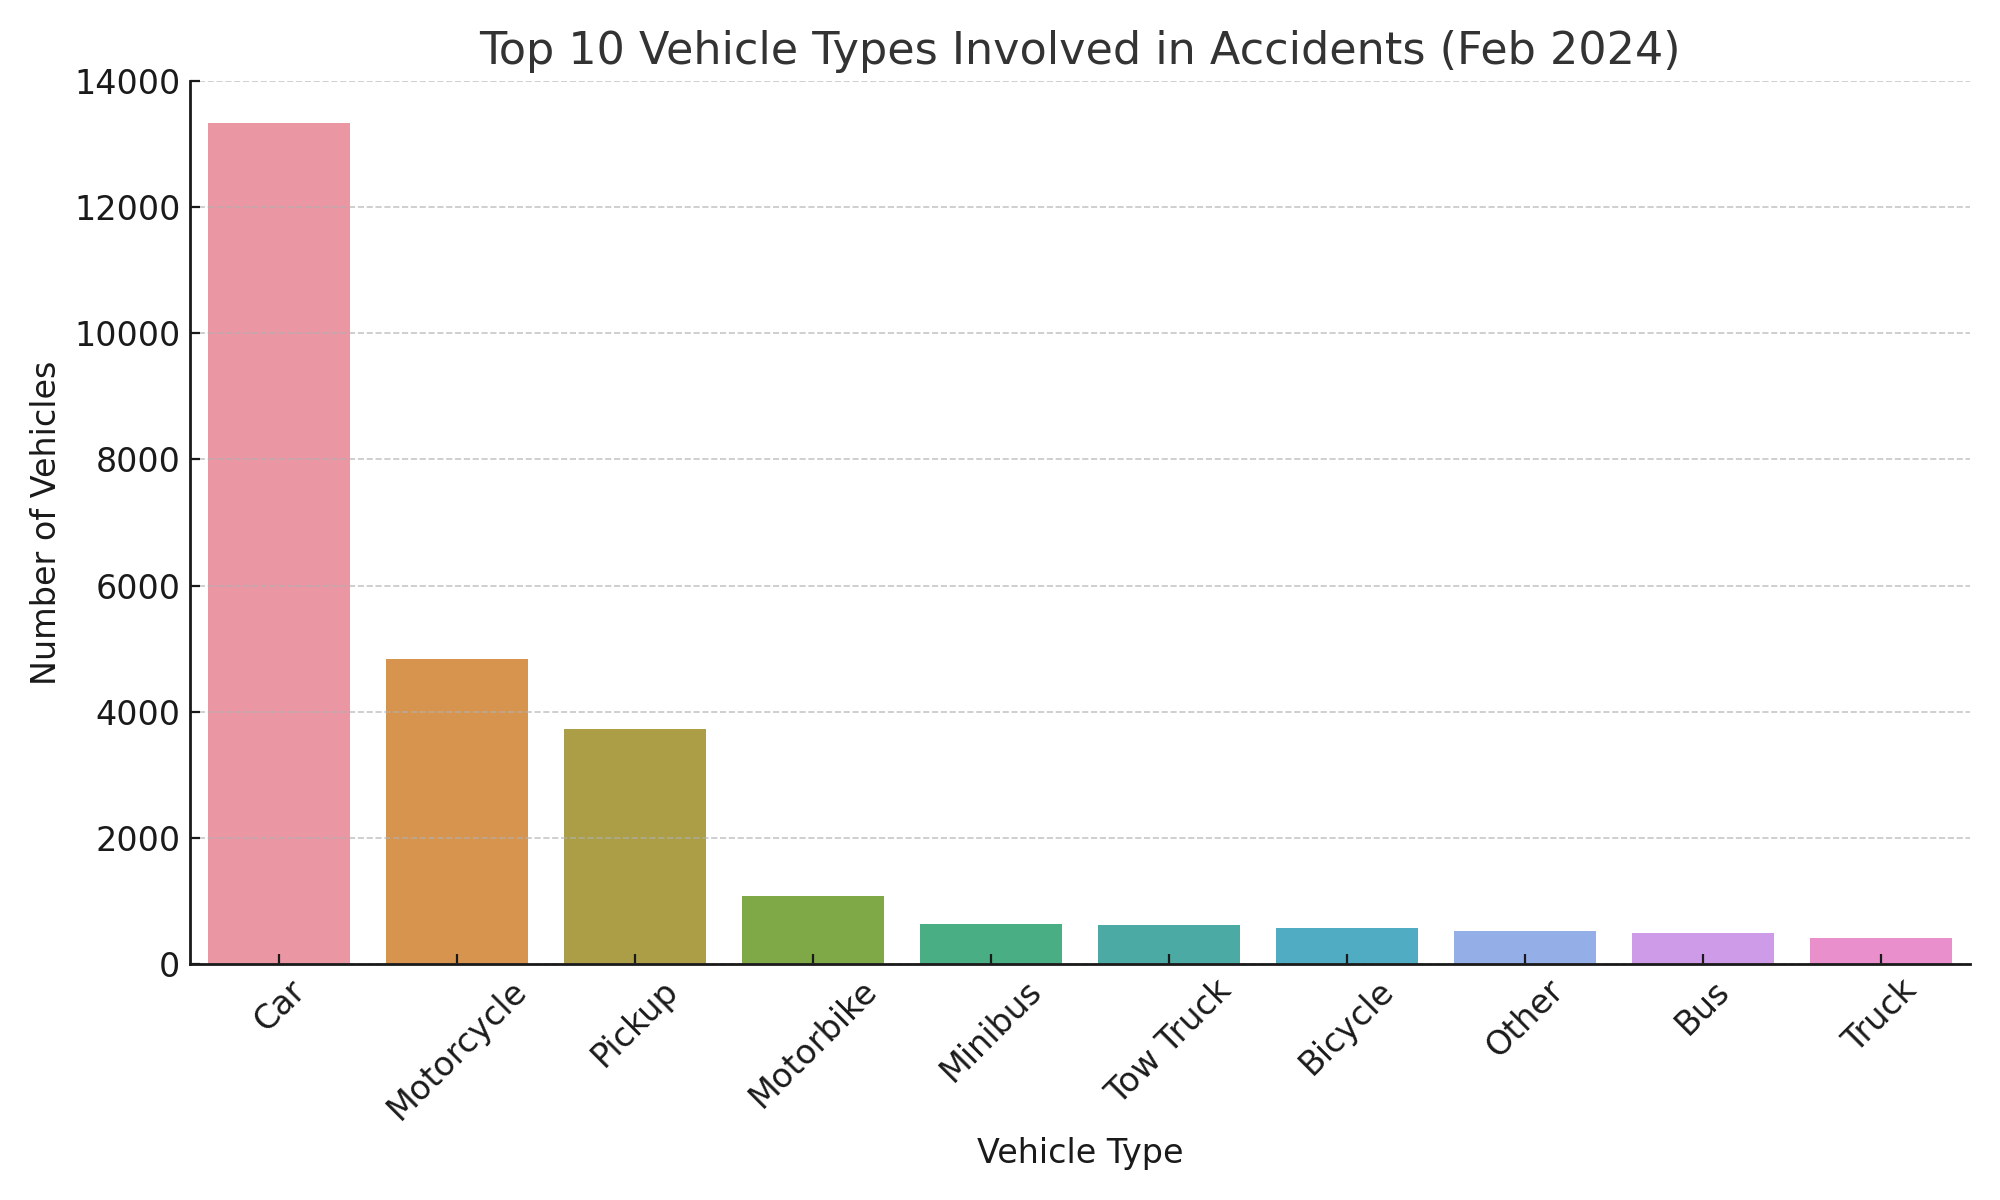 Top 10 Vehicle Types Involved in Accidents (Feb 2024)
Number of Vehicles
14000
12000
10000
8000
6000
4000
2000
0
Car
Motorcycle
Pickup
Motorbike
Minibus
Tow Truck
Bicycle
Other
Bus
Truck
Vehicle Type